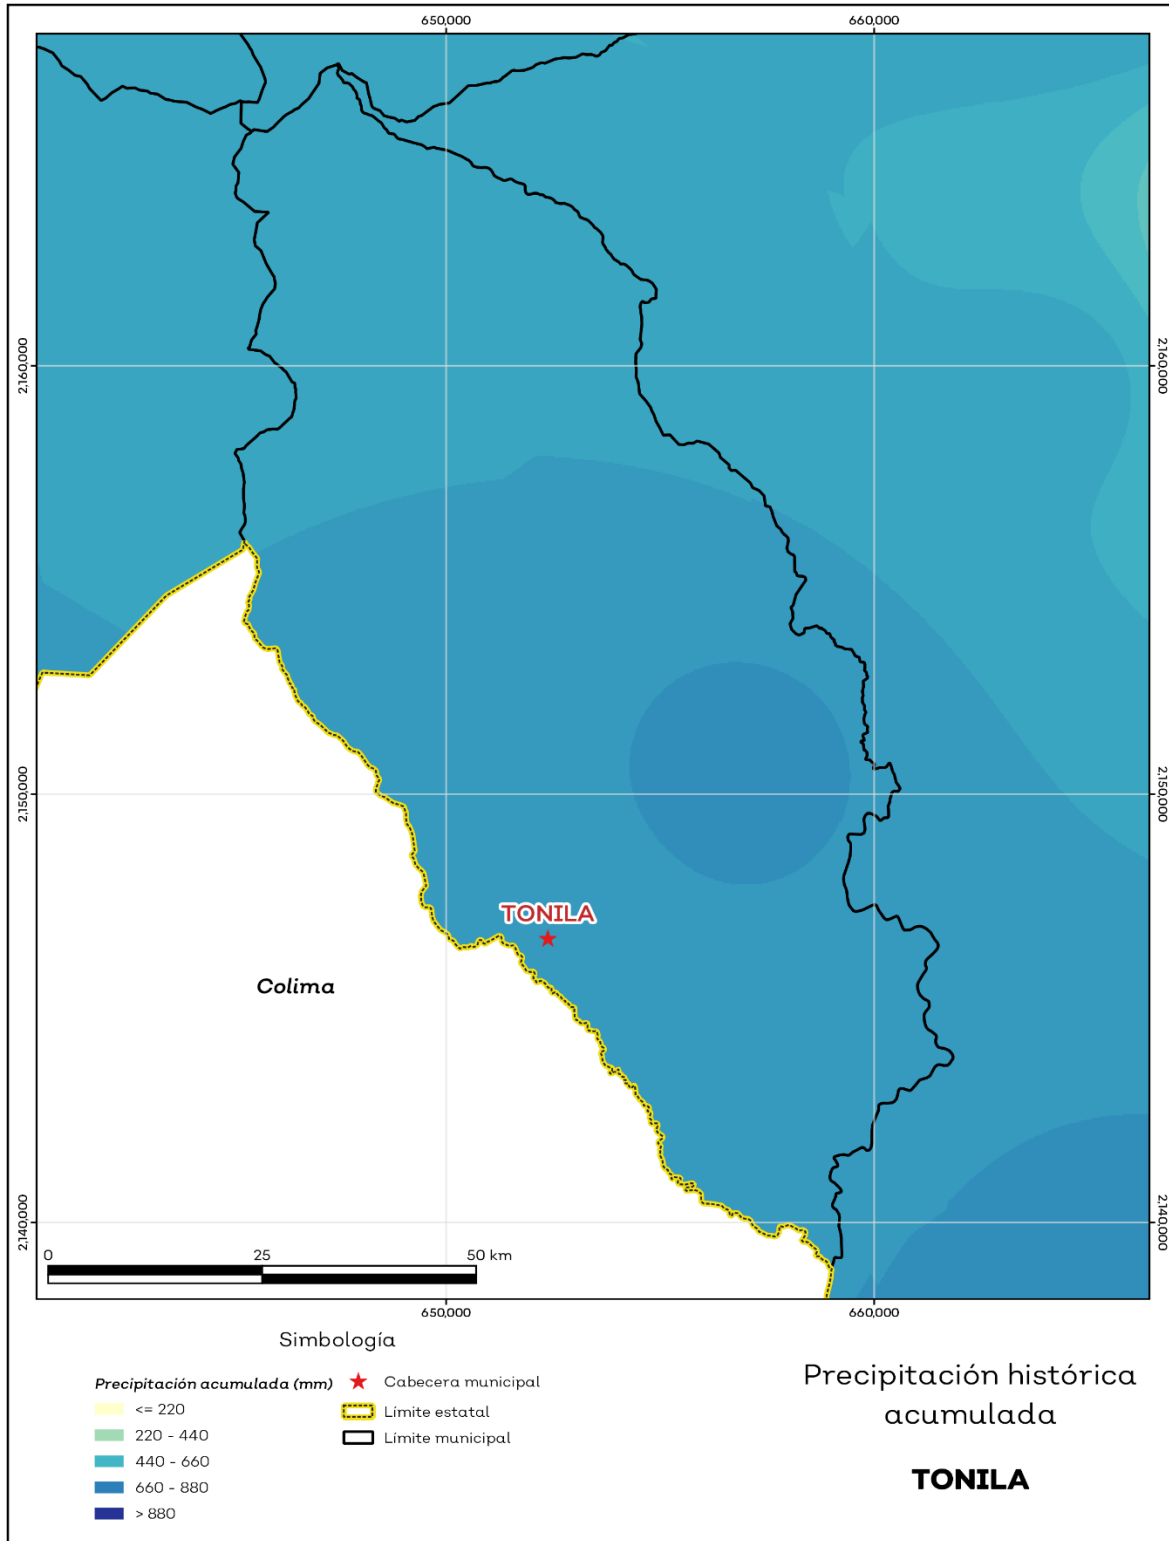 650,000
660,000
2,160,000
2,160,000
2,150,000
2,150,000
TONILA
Colima
2,140,000
2,140,000
0 25 50 km
650,000
660,000
Simbología
Precipitación acumulada (mm)
<= 220
220 - 440
440 - 660
660 - 880
> 880
Cabecera municipal
Límite estatal
Límite municipal
Precipitación histórica
acumulada
TONILA